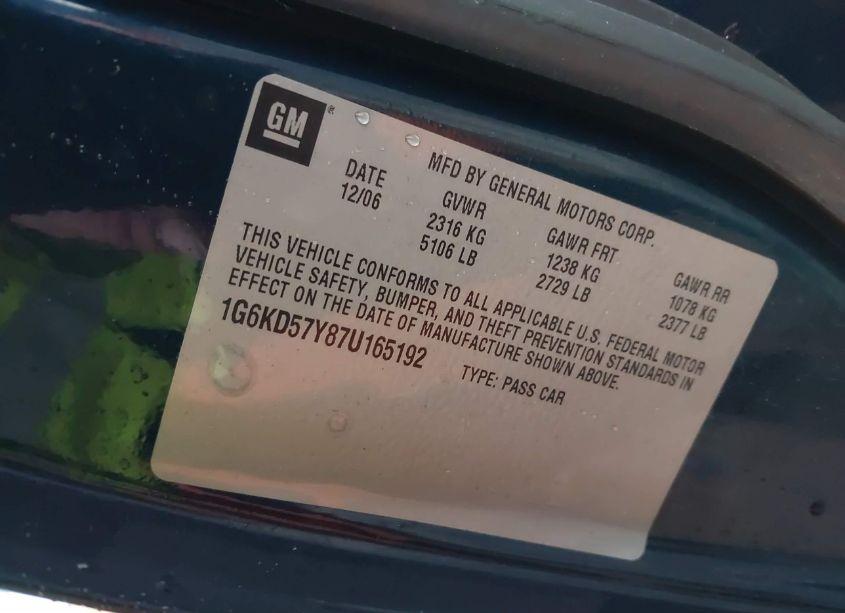 GM®
MFD BY GENERAL MOTORS CORP.
DATE GVWR GAWR FRT GAWR RR
12/06 2316 KG 1238 KG 1078 KG
5106 LB 2729 LB 2377 LB
THIS VEHICLE CONFORMS TO ALL APPLICABLE U.S. FEDERAL MOTOR
VEHICLE SAFETY, BUMPER, AND THEFT PREVENTION STANDARDS IN
EFFECT ON THE DATE OF MANUFACTURE SHOWN ABOVE.
1G6KD57Y87U165192 TYPE: PASS CAR